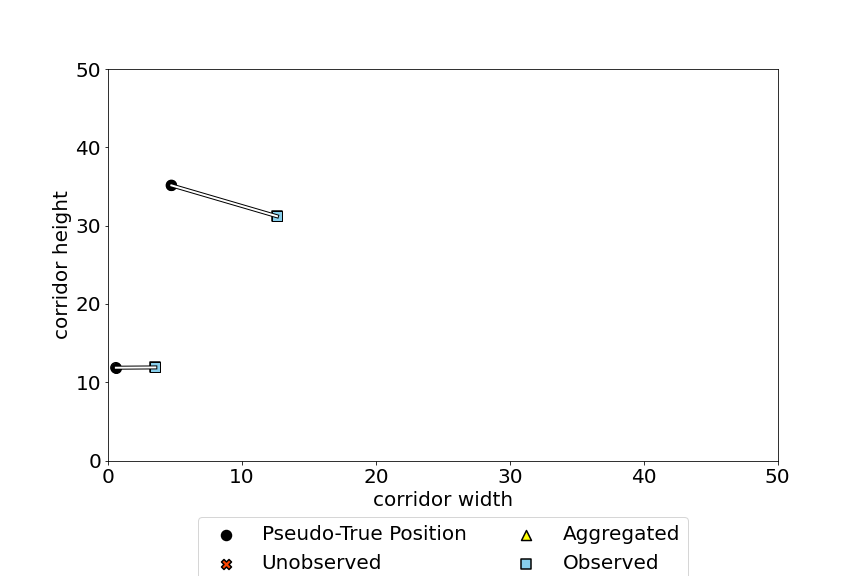 50
40
30
20
10
0
corridor height
0 10 20 30 40 50
corridor width
Pseudo-True Position Aggregated
Unobserved Observed